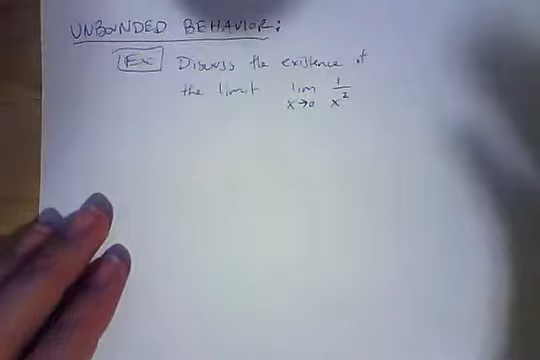 UNBOUNDED BEHAVIOR:
Ex: Discuss the existence of
the limit lim x→0 1/x²